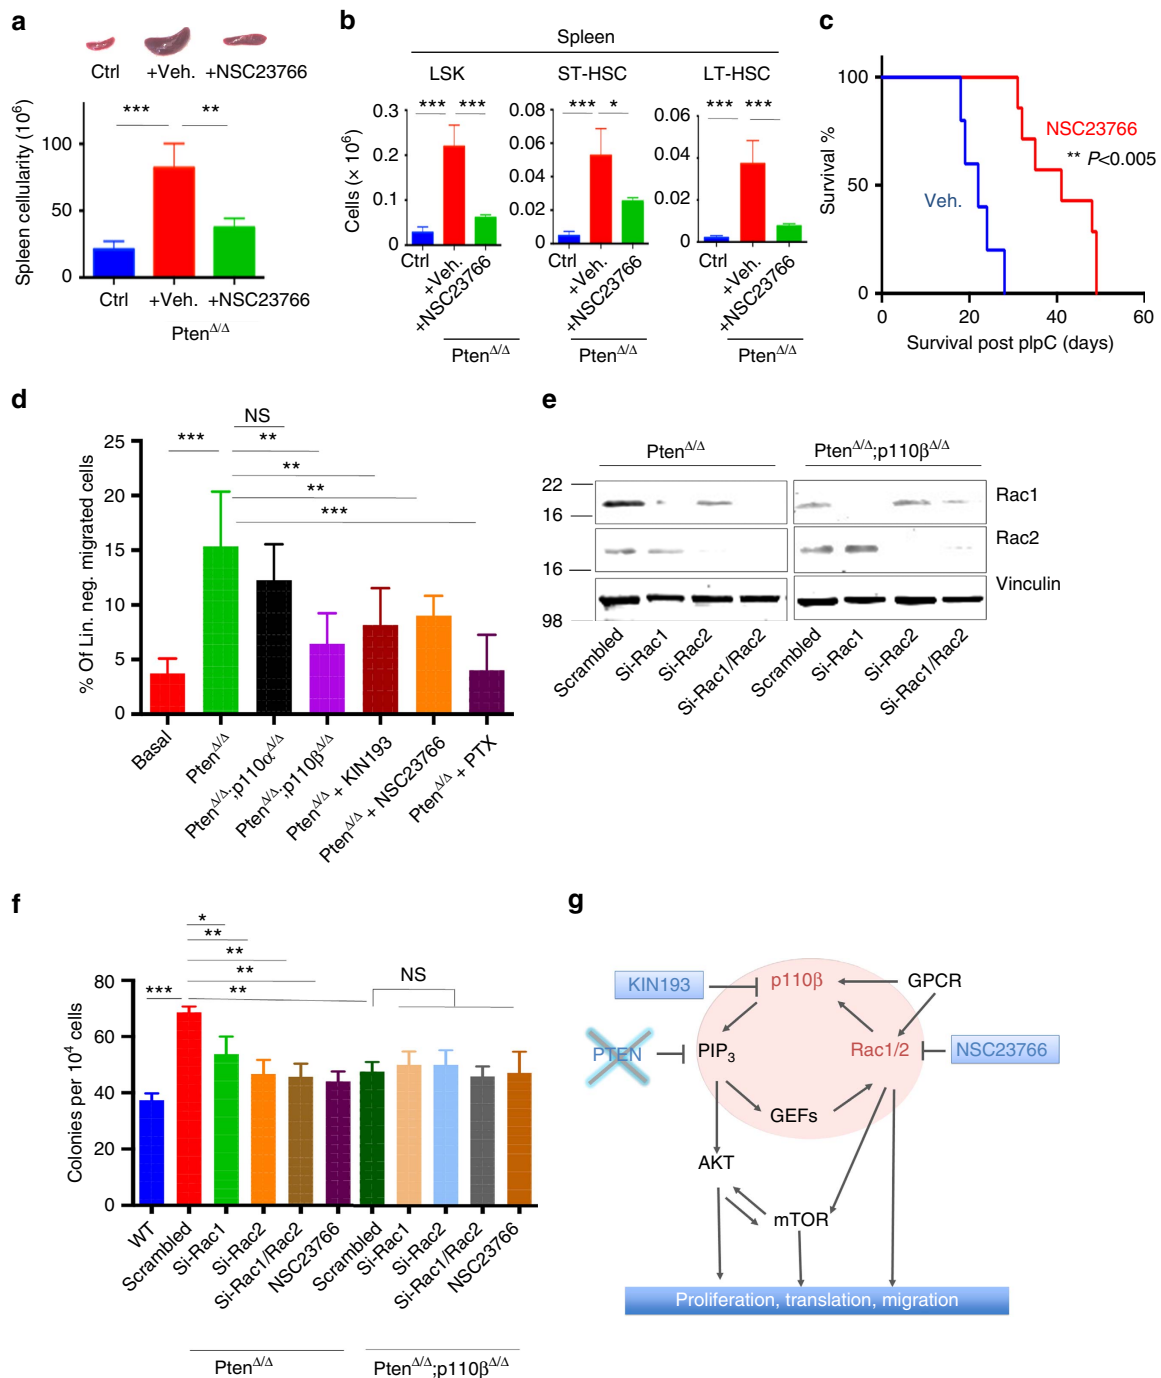 a
Ctrl +Veh. +NSC23766
Spleen cellularity (10⁶)
*** **
100
50
0
Ctrl +Veh. +NSC23766
Pten^Δ/Δ
b
Spleen
LSK ST-HSC LT-HSC
Cells (× 10⁶)
*** ***
0.3
0.2
0.1
0
Ctrl
+Veh.
+NSC23766
Pten^Δ/Δ
*** *
0.08
0.06
0.04
0.02
0
Ctrl
+Veh.
+NSC23766
Pten^Δ/Δ
*** ***
0.06
0.04
0.02
0
Ctrl
+Veh.
+NSC23766
Pten^Δ/Δ
c
Survival %
100
50
0
NSC23766
** P<0.005
Veh.
0 20 40 60
Survival post pIpC (days)
d
% Of Lin. neg. migrated cells
NS
*** **
**
**
***
25
20
15
10
5
0
Basal
Pten^Δ/Δ
Pten^Δ/Δ;p110α^Δ/Δ
Pten^Δ/Δ;p110β^Δ/Δ
Pten^Δ/Δ + KIN193
Pten^Δ/Δ + NSC23766
Pten^Δ/Δ + PTX
e
Pten^Δ/Δ Pten^Δ/Δ;p110β^Δ/Δ
22
16
Rac1
16
Rac2
98
Vinculin
Scrambled
Si-Rac1
Si-Rac2
Si-Rac1/Rac2
Scrambled
Si-Rac1
Si-Rac2
Si-Rac1/Rac2
f
Colonies per 10⁴ cells
*
**
**
**
*** **
NS
80
60
40
20
0
WT
Scrambled
Si-Rac1
Si-Rac2
Si-Rac1/Rac2
NSC23766
Scrambled
Si-Rac1
Si-Rac2
Si-Rac1/Rac2
NSC23766
Pten^Δ/Δ Pten^Δ/Δ;p110β^Δ/Δ
g
KIN193 p110β GPCR
PTEN PIP₃ Rac1/2 NSC23766
GEFs
AKT
mTOR
Proliferation, translation, migration